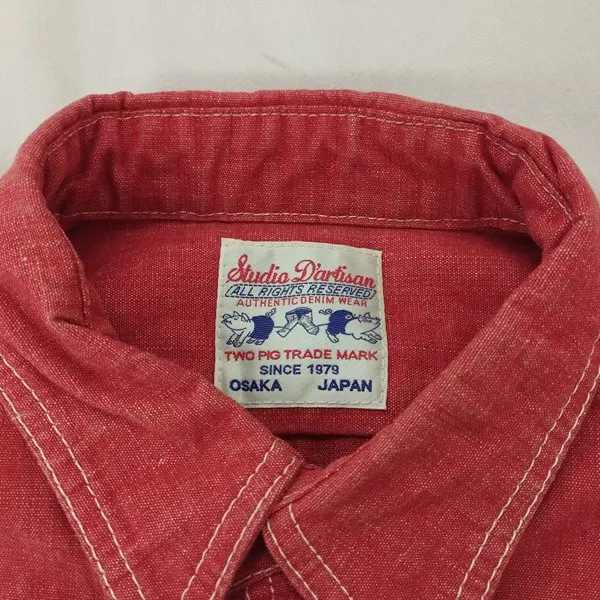 Studio D'artisan
ALL RIGHTS RESERVED
AUTHENTIC DENIM WEAR
TWO PIG TRADE MARK
SINCE 1979
OSAKA JAPAN